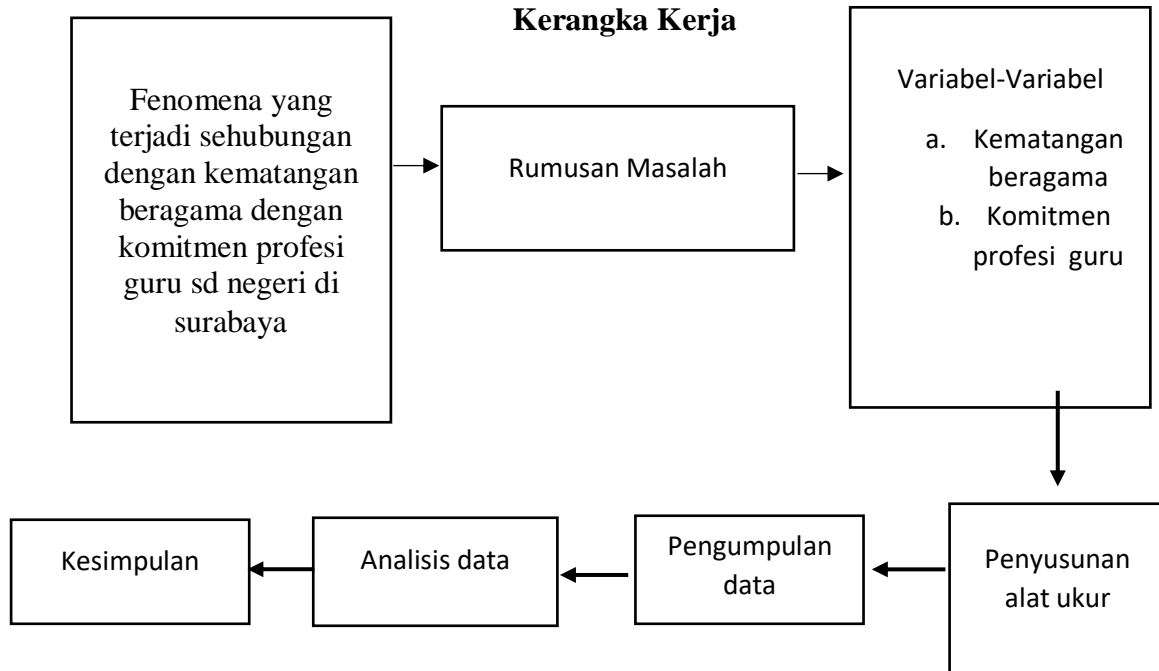 Kerangka Kerja
Fenomena yang
terjadi sehubungan
dengan kematangan
beragama dengan
komitmen profesi
guru sd negeri di
surabaya
Rumusan Masalah
Variabel-Variabel
a. Kematangan
beragama
b. Komitmen
profesi guru
Penyusunan
alat ukur
Pengumpulan
data
Analisis data
Kesimpulan